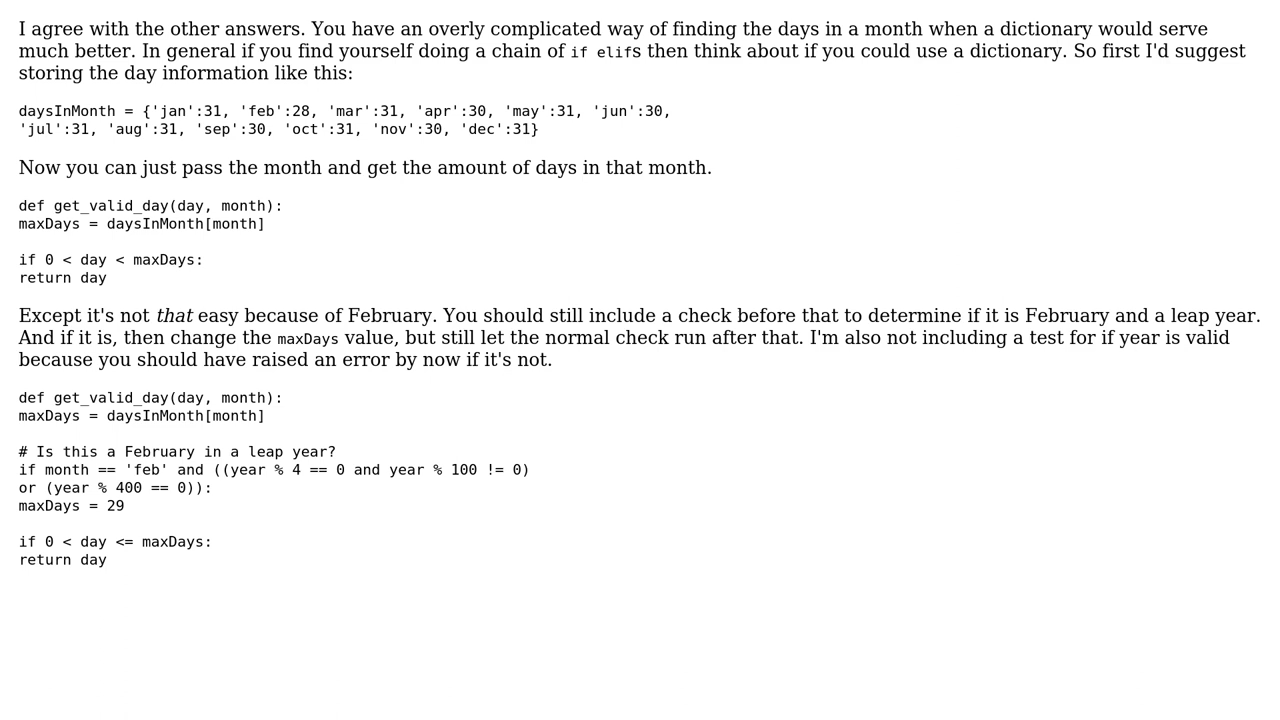 I agree with the other answers. You have an overly complicated way of finding the days in a month when a dictionary would serve
much better. In general if you find yourself doing a chain of if elifs then think about if you could use a dictionary. So first I'd suggest
storing the day information like this:
daysInMonth = {'jan':31, 'feb':28, 'mar':31, 'apr':30, 'may':31, 'jun':30,
'jul':31, 'aug':31, 'sep':30, 'oct':31, 'nov':30, 'dec':31}
Now you can just pass the month and get the amount of days in that month.
def get_valid_day(day, month):
maxDays = daysInMonth[month]
if 0 < day < maxDays:
return day
Except it's not that easy because of February. You should still include a check before that to determine if it is February and a leap year.
And if it is, then change the maxDays value, but still let the normal check run after that. I'm also not including a test for if year is valid
because you should have raised an error by now if it's not.
def get_valid_day(day, month):
maxDays = daysInMonth[month]
# Is this a February in a leap year?
if month == 'feb' and ((year % 4 == 0 and year % 100 != 0)
or (year % 400 == 0)):
maxDays = 29
if 0 < day <= maxDays:
return day